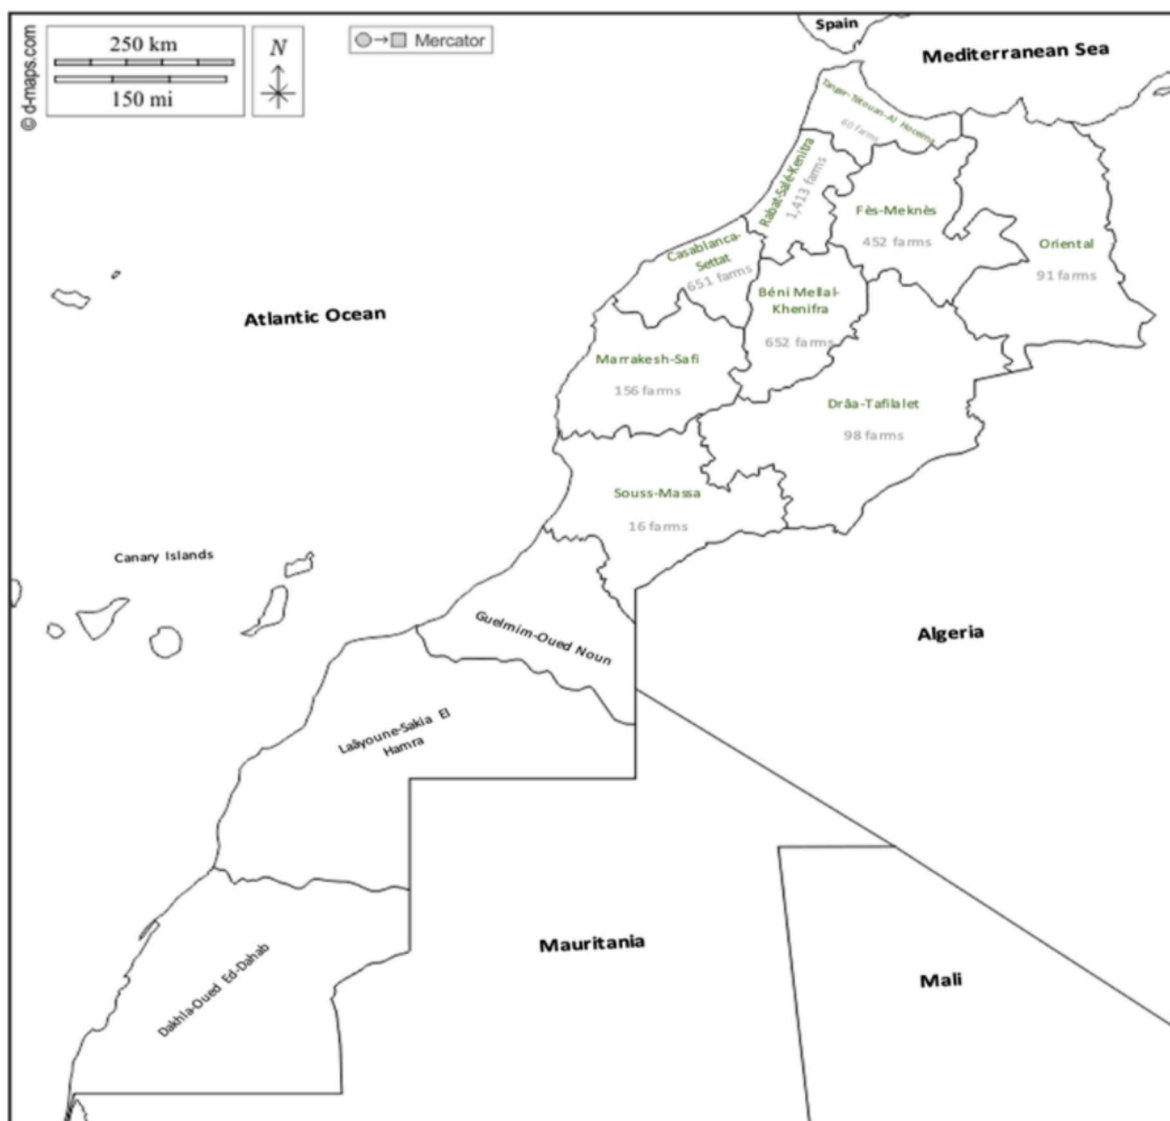 © d-maps.com
250 km
150 mi
N
Mercator
Spain
Mediterranean Sea
Tanger-Tétouan-Al Hoceima
60 farms
Rabat-Salé-Kenitra
1,413 farms
Fès-Meknès
452 farms
Oriental
91 farms
Casablanca-
Settat
651 farms
Béni Mellal-
Khenifra
652 farms
Atlantic Ocean
Marrakesh-Safi
156 farms
Drâa-Tafilalet
98 farms
Souss-Massa
16 farms
Canary Islands
Guelmim-Oued Noun
Algeria
Laâyoune-Sakia El
Hamra
Mauritania
Mali
Dakhla-Oued Ed-Dahab